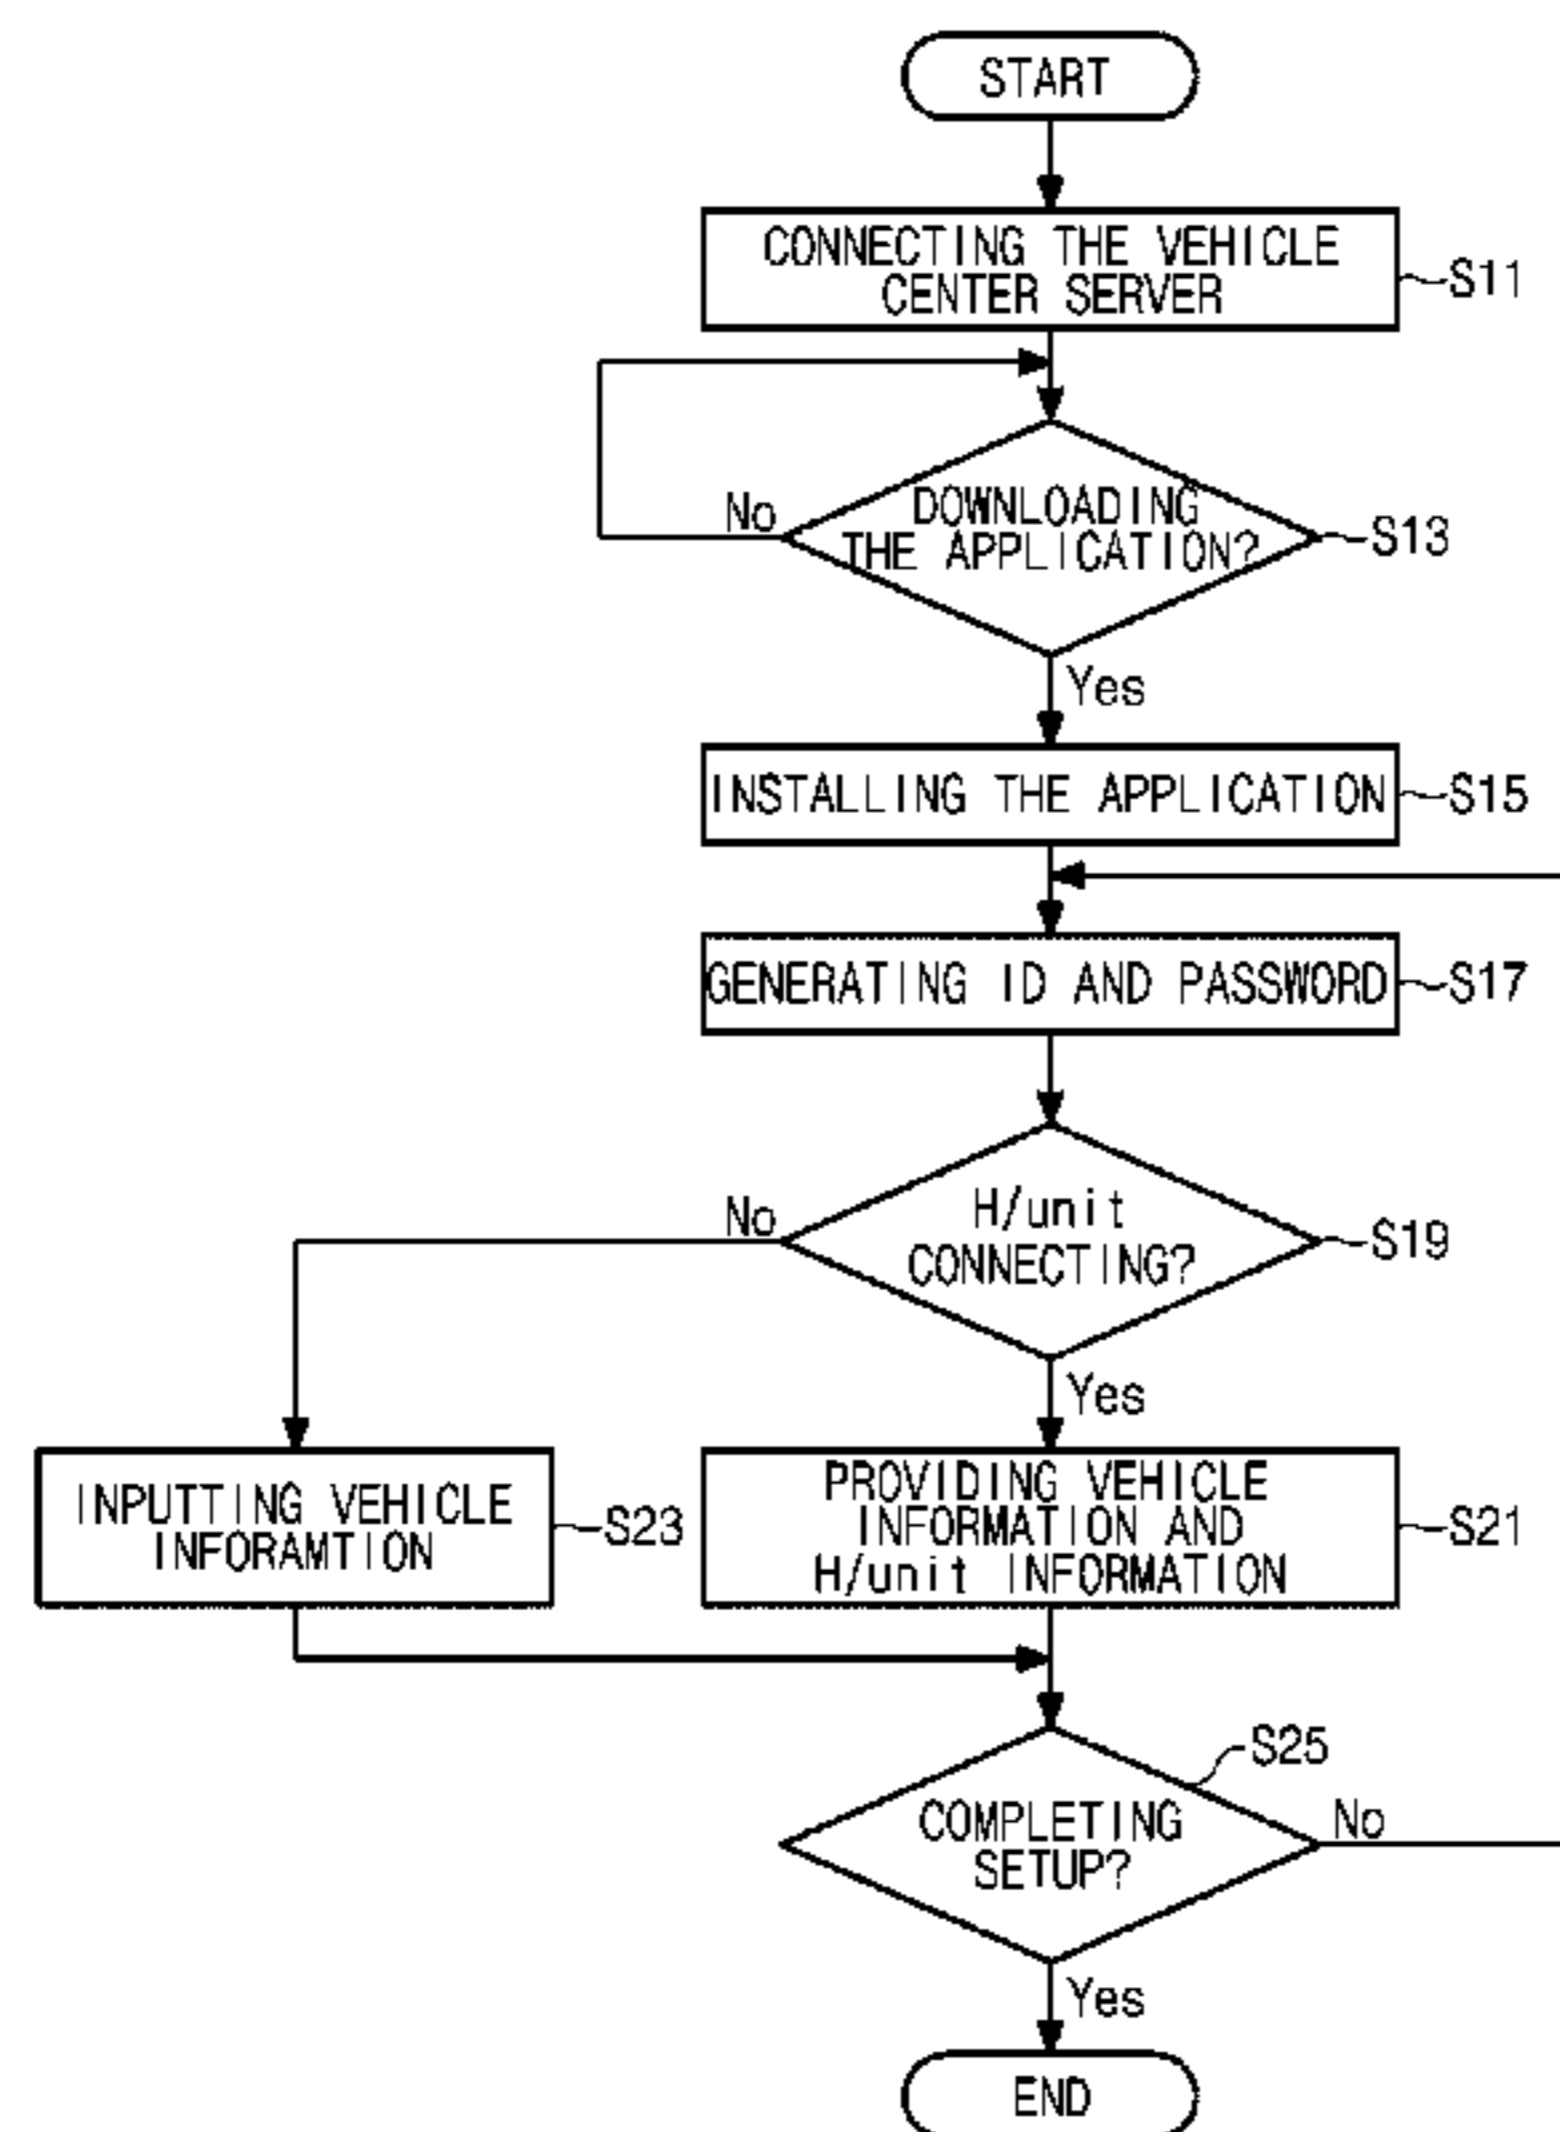 START
CONNECTING THE VEHICLE
CENTER SERVER
S11
No
DOWNLOADING
THE APPLICATION?
S13
Yes
INSTALLING THE APPLICATION
S15
GENERATING ID AND PASSWORD
S17
No
H/unit
CONNECTING?
S19
Yes
INPUTTING VEHICLE
INFORAMTION
S23
PROVIDING VEHICLE
INFORMATION AND
H/unit INFORMATION
S21
S25
COMPLETING
SETUP?
No
Yes
END